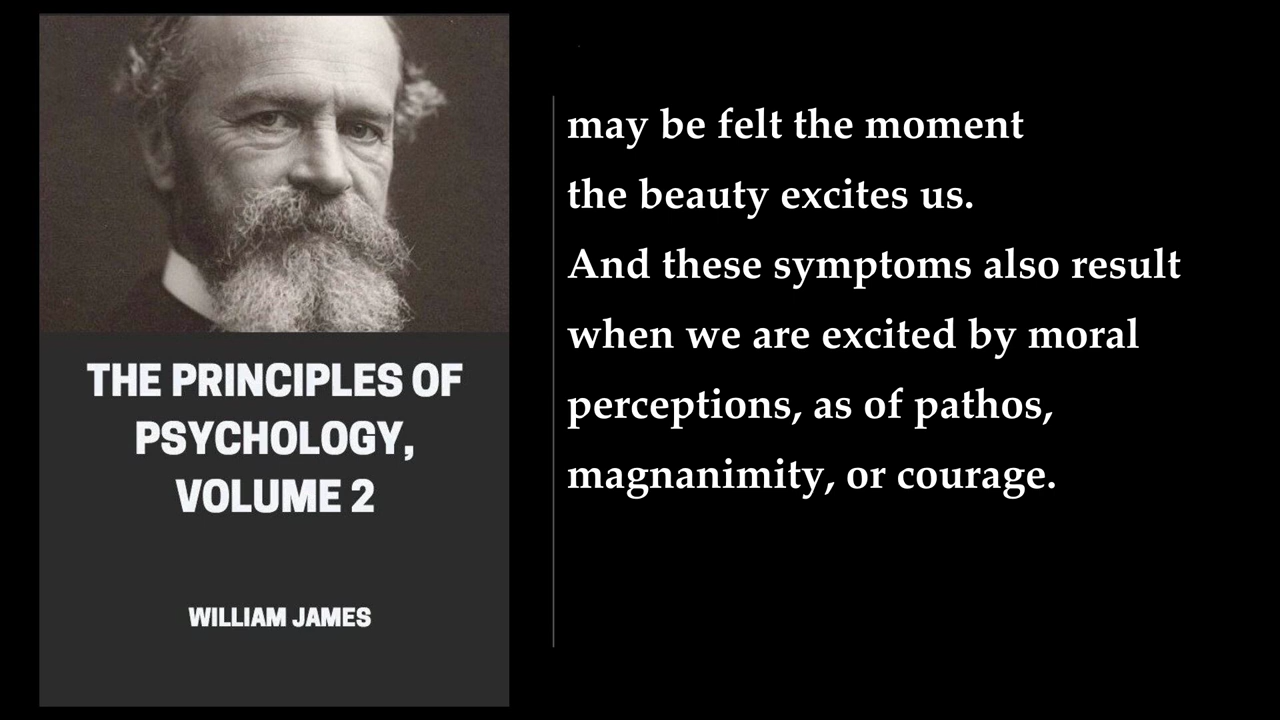 THE PRINCIPLES OF
PSYCHOLOGY,
VOLUME 2
WILLIAM JAMES
may be felt the moment
the beauty excites us.
And these symptoms also result
when we are excited by moral
perceptions, as of pathos,
magnanimity, or courage.